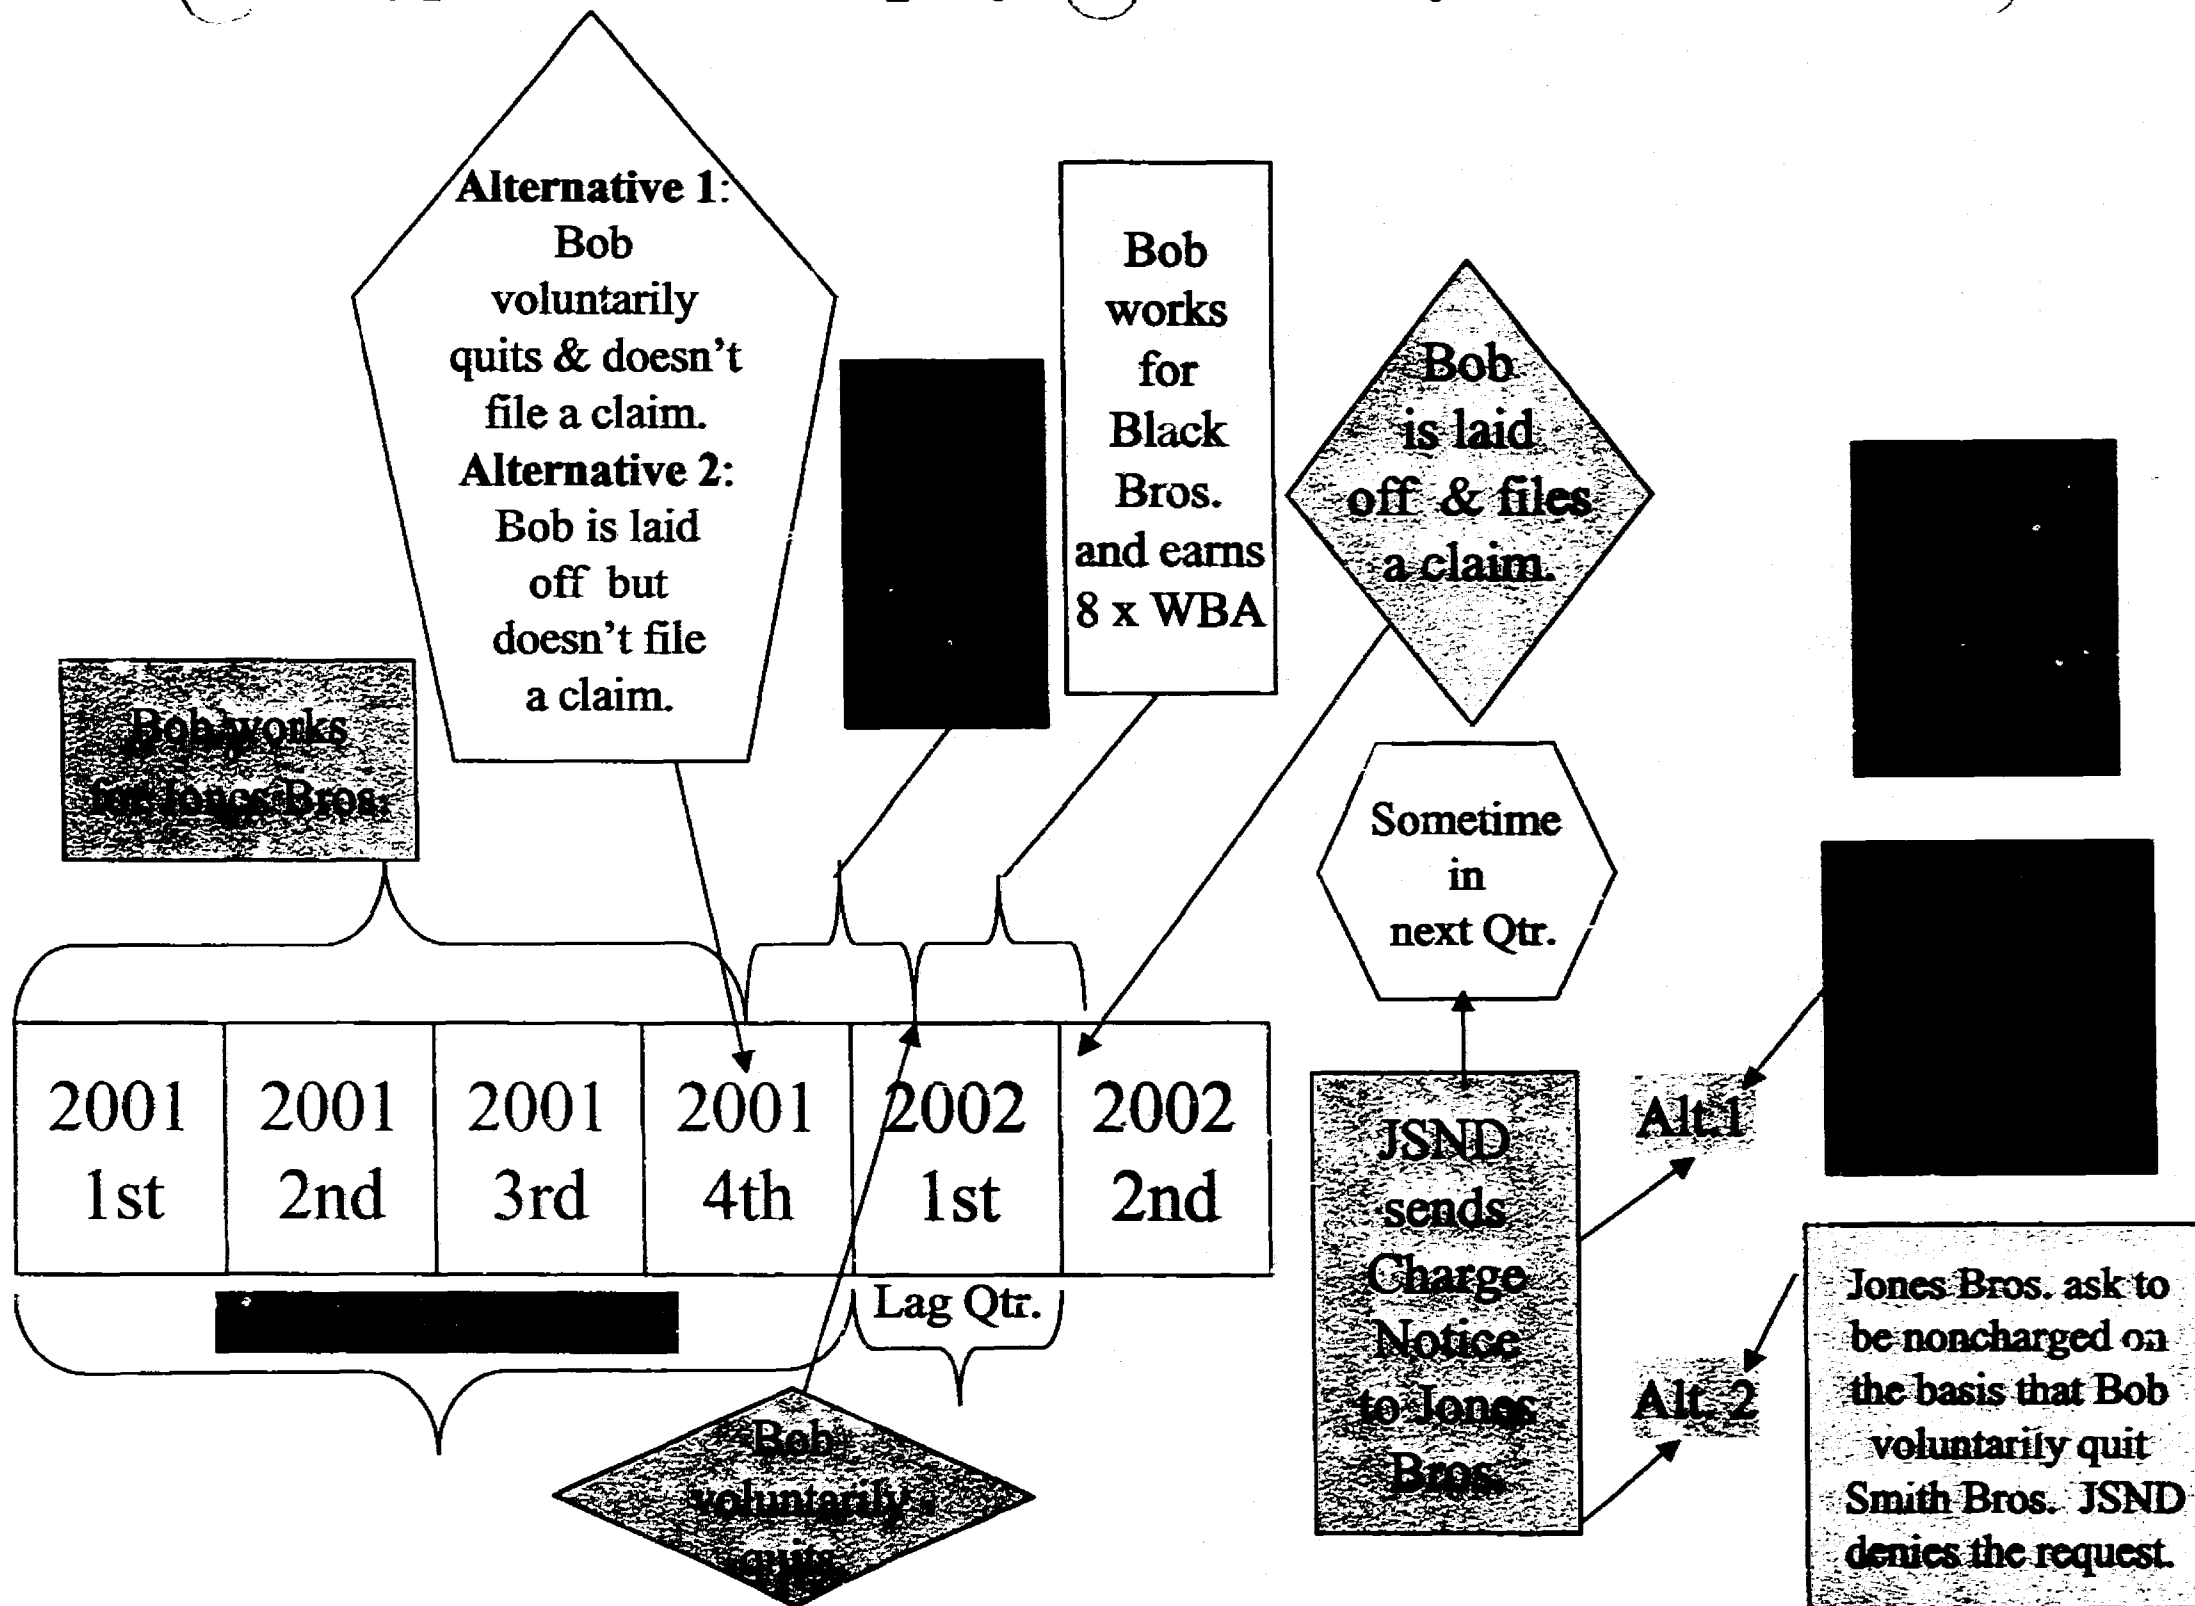 Alternative 1:
Bob
voluntarily
quits & doesn't
file a claim.
Alternative 2:
Bob is laid
off but
doesn't file
a claim.
Bob
works
for
Black
Bros.
and earns
8 x WBA
Bob
is laid
off & files
a claim.
Bob works
for Jones Bros.
Sometime
in
next Qtr.
2001
1st
2001
2nd
2001
3rd
2001
4th
2002
1st
2002
2nd
Lag Qtr.
Bob
voluntarily
quits
JSND
sends
Charge
Notice
to Jones
Bros.
Alt.1
Alt. 2
Jones Bros. ask to
be noncharged on
the basis that Bob
voluntarily quit
Smith Bros. JSND
denies the request.